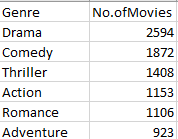 Genre No.ofMovies
Drama 2594
Comedy 1872
Thriller 1408
Action 1153
Romance 1106
Adventure 923